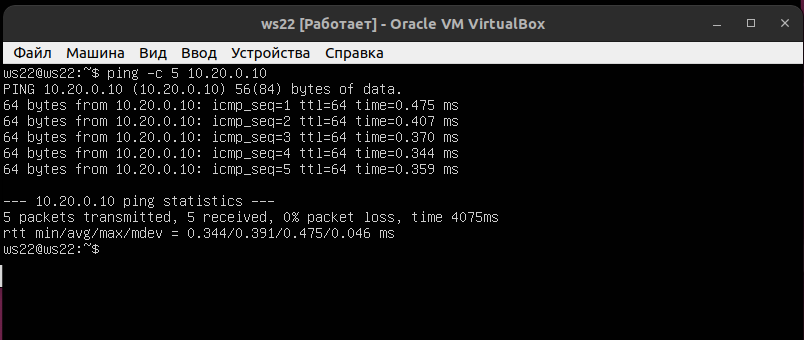 ws22 [Работает] - Oracle VM VirtualBox
Файл Машина Вид Ввод Устройства Справка
ws22@ws22:~$ ping -c 5 10.20.0.10
PING 10.20.0.10 (10.20.0.10) 56(84) bytes of data.
64 bytes from 10.20.0.10: icmp_seq=1 ttl=64 time=0.475 ms
64 bytes from 10.20.0.10: icmp_seq=2 ttl=64 time=0.407 ms
64 bytes from 10.20.0.10: icmp_seq=3 ttl=64 time=0.370 ms
64 bytes from 10.20.0.10: icmp_seq=4 ttl=64 time=0.344 ms
64 bytes from 10.20.0.10: icmp_seq=5 ttl=64 time=0.359 ms
--- 10.20.0.10 ping statistics ---
5 packets transmitted, 5 received, 0% packet loss, time 4075ms
rtt min/avg/max/mdev = 0.344/0.391/0.475/0.046 ms
ws22@ws22:~$